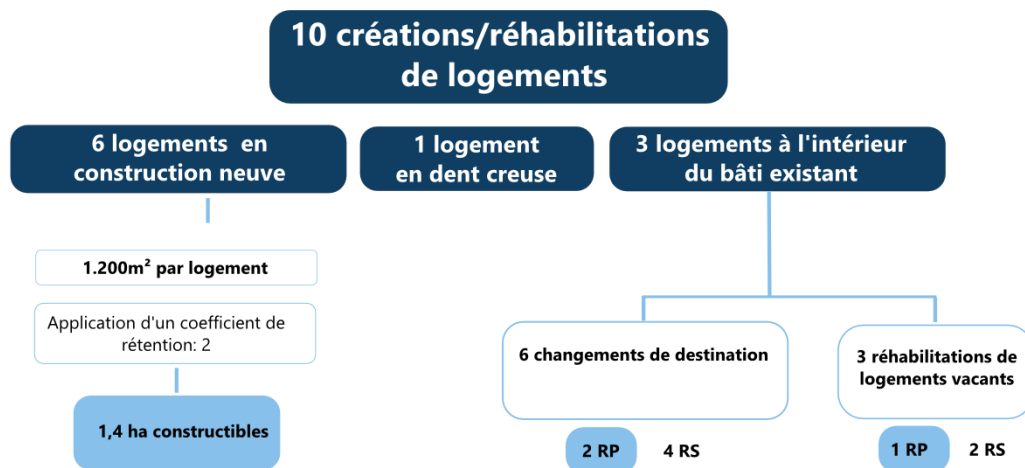 10 créations/réhabilitations
de logements
6 logements en
construction neuve
1 logement
en dent creuse
3 logements à l'intérieur
du bâti existant
1.200m² par logement
Application d'un coefficient de
rétention: 2
1,4 ha constructibles
6 changements de destination
2 RP
4 RS
3 réhabilitations de
logements vacants
1 RP
2 RS